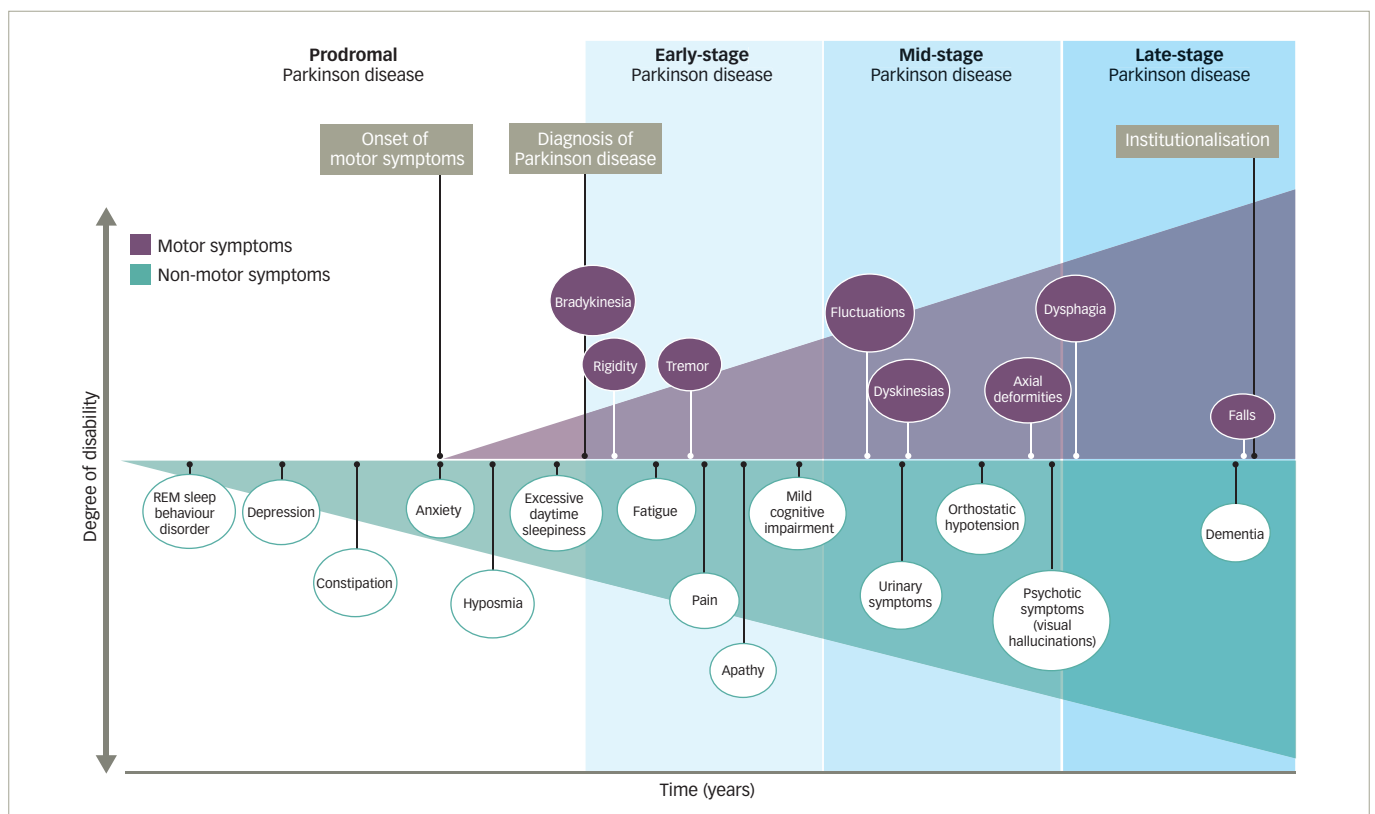 Prodromal
Parkinson disease
Early-stage
Parkinson disease
Mid-stage
Parkinson disease
Late-stage
Parkinson disease
Onset of
motor symptoms
Diagnosis of
Parkinson disease
Institutionalisation
Motor symptoms
Non-motor symptoms
Degree of disability
Bradykinesia
Rigidity
Tremor
Fluctuations
Dyskinesias
Axial
deformities
Dysphagia
Falls
REM sleep
behaviour
disorder
Depression
Constipation
Anxiety
Hyposmia
Excessive
daytime
sleepiness
Fatigue
Pain
Apathy
Mild
cognitive
impairment
Urinary
symptoms
Orthostatic
hypotension
Psychotic
symptoms
(visual
hallucinations)
Dementia
Time (years)